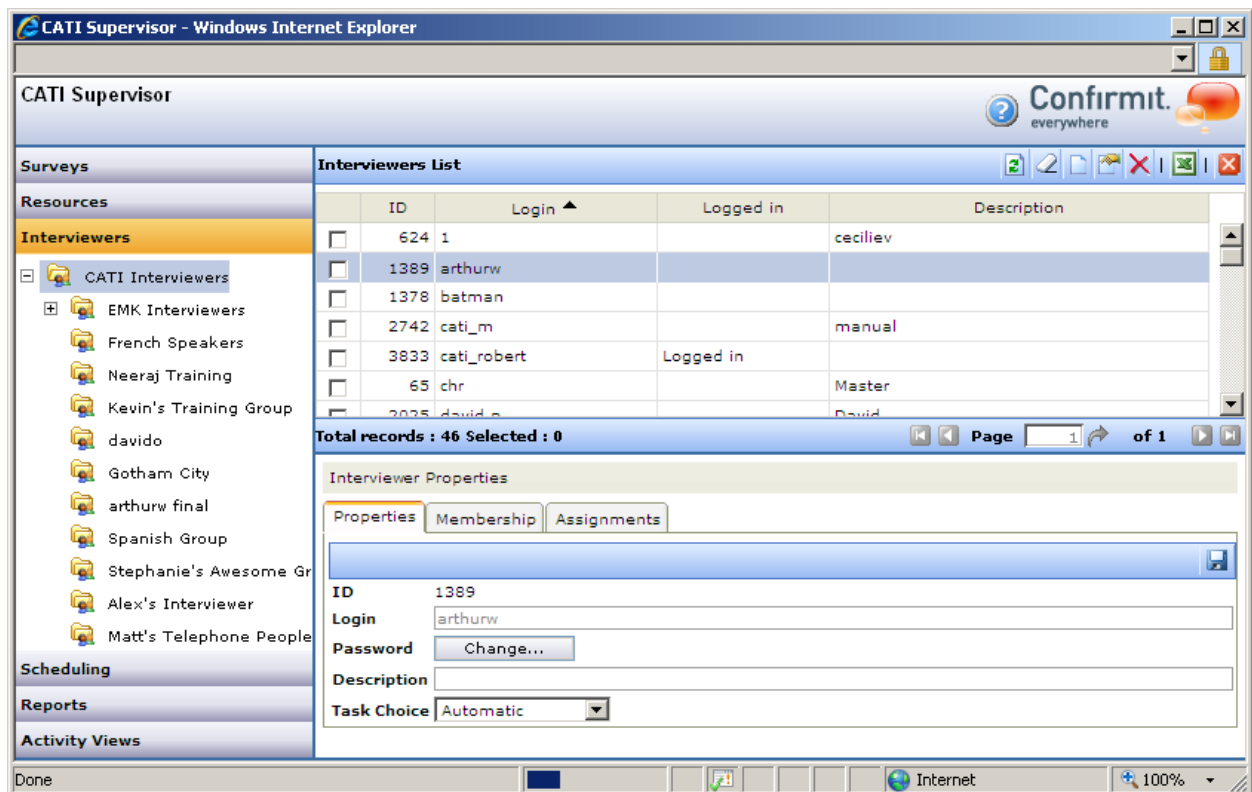 CATI Supervisor - Windows Internet Explorer
CATI Supervisor
Confirmit.
everywhere
Surveys
Resources
Interviewers
CATI Interviewers
EMK Interviewers
French Speakers
Neeraj Training
Kevin's Training Group
davido
Gotham City
arthurw final
Spanish Group
Stephanie's Awesome Gr
Alex's Interviewer
Matt's Telephone People
Scheduling
Reports
Activity Views
Interviewers List
ID Login Logged in Description
624 1 ceciliev
1389 arthurw
1378 batman
2742 cati_m manual
3833 cati_robert Logged in
65 chr Master
David
Total records : 46 Selected : 0 Page 1 of 1
Interviewer Properties
Properties Membership Assignments
ID 1389
Login arthurw
Password Change...
Description
Task Choice Automatic
Done Internet 100%